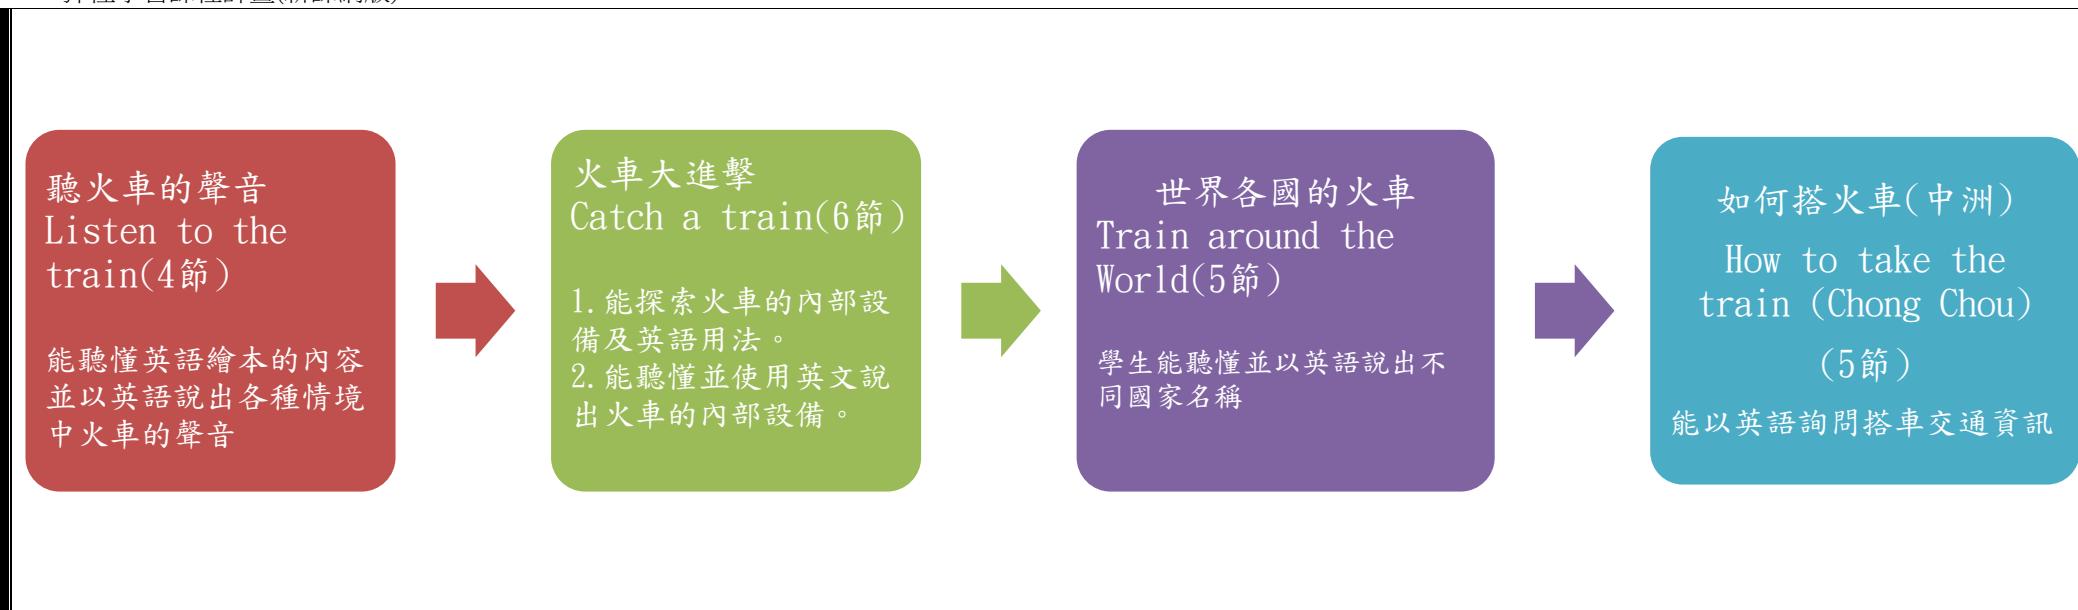 聽火車的聲音
Listen to the
train(4節)
能聽懂英語繪本的內容
並以英語說出各種情境
中火車的聲音
火車大進擊
Catch a train(6節)
1.能探索火車的內部設
備及英語用法。
2.能聽懂並使用英文說
出火車的內部設備。
世界各國的火車
Train around the
World(5節)
學生能聽懂並以英語說出不
同國家名稱
如何搭火車(中洲)
How to take the
train (Chong Chou)
(5節)
能以英語詢問搭車交通資訊